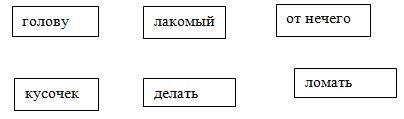 голову
лакомый
от нечего
кусочек
делать
ломать